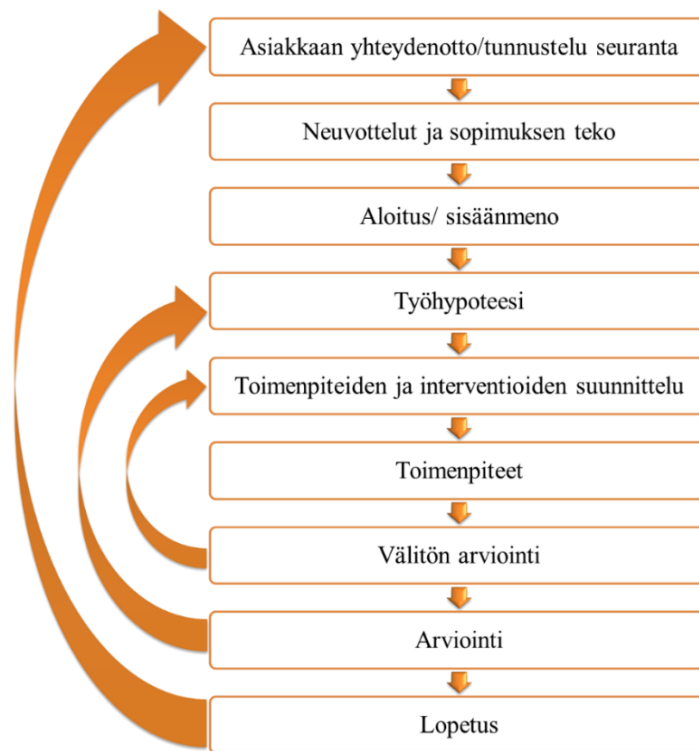 Asiakkaan yhteydenotto/tunnustelu seuranta
Neuvottelut ja sopimuksen teko
Aloitus/ sisäänmeno
Työhypoteesi
Toimenpiteiden ja interventioiden suunnittelu
Toimenpiteet
Välitön arviointi
Arviointi
Lopetus